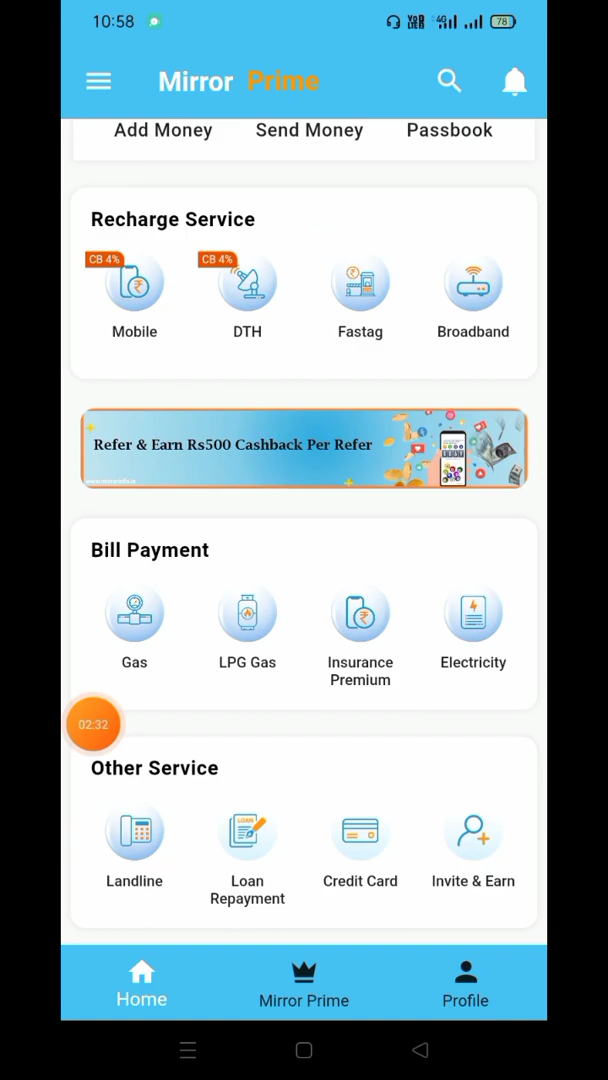 10:58
4G
78
Mirror Prime
Add Money Send Money Passbook
Recharge Service
CB 4% CB 4%
Mobile DTH Fastag Broadband
Refer & Earn Rs500 Cashback Per Refer
Bill Payment
Gas LPG Gas Insurance Premium Electricity
02:32
Other Service
LOAN
Landline Loan Repayment Credit Card Invite & Earn
Home Mirror Prime Profile